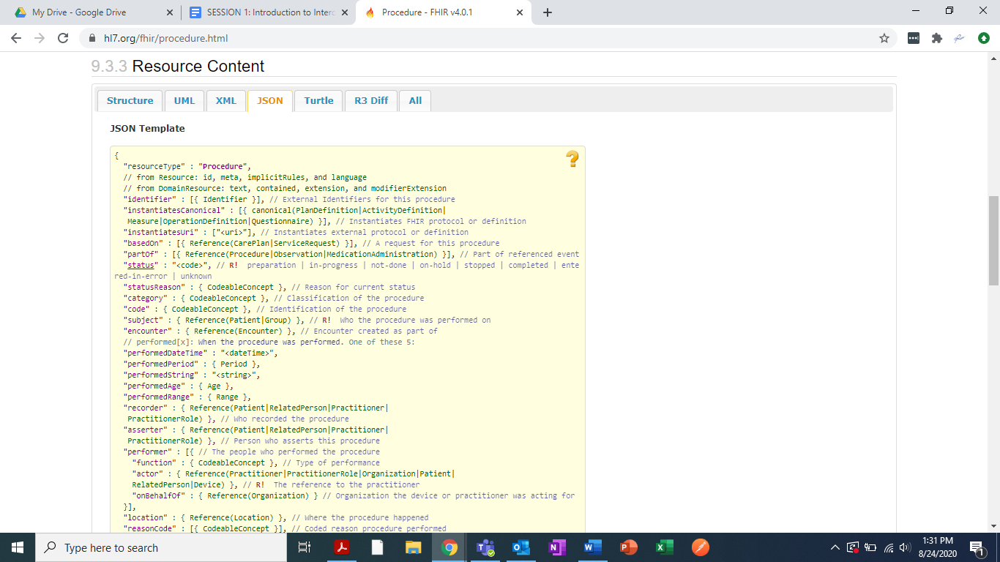 My Drive - Google Drive
SESSION 1: Introduction to Interc
Procedure - FHIR v4.0.1
hl7.org/fhir/procedure.html
9.3.3 Resource Content
Structure
UML
XML
JSON
Turtle
R3 Diff
All
JSON Template
{
"resourceType" : "Procedure",
// from Resource: id, meta, implicitRules, and language
// from DomainResource: text, contained, extension, and modifierExtension
"identifier" : [{ Identifier }], // External Identifiers for this procedure
"instantiatesCanonical" : [{ canonical(PlanDefinition|ActivityDefinition|
Measure|OperationDefinition|Questionnaire) }], // Instantiates FHIR protocol or definition
"instantiatesUri" : ["<uri>"], // Instantiates external protocol or definition
"basedOn" : [{ Reference(CarePlan|ServiceRequest) }], // A request for this procedure
"partOf" : [{ Reference(Procedure|Observation|MedicationAdministration) }], // Part of referenced event
"status" : "<code>", // R!  preparation | in-progress | not-done | on-hold | stopped | completed | ente
red-in-error | unknown
"statusReason" : { CodeableConcept }, // Reason for current status
"category" : { CodeableConcept }, // Classification of the procedure
"code" : { CodeableConcept }, // Identification of the procedure
"subject" : { Reference(Patient|Group) }, // R!  Who the procedure was performed on
"encounter" : { Reference(Encounter) }, // Encounter created as part of
// performed[x]: When the procedure was performed. One of these 5:
"performedDateTime" : "<dateTime>",
"performedPeriod" : { Period },
"performedString" : "<string>",
"performedAge" : { Age },
"performedRange" : { Range },
"recorder" : { Reference(Patient|RelatedPerson|Practitioner|
PractitionerRole) }, // Who recorded the procedure
"asserter" : { Reference(Patient|RelatedPerson|Practitioner|
PractitionerRole) }, // Person who asserts this procedure
"performer" : [{ // The people who performed the procedure
"function" : { CodeableConcept }, // Type of performance
"actor" : { Reference(Practitioner|PractitionerRole|Organization|Patient|
RelatedPerson|Device) }, // R!  The reference to the practitioner
"onBehalfOf" : { Reference(Organization) } // Organization the device or practitioner was acting for
}],
"location" : { Reference(Location) }, // Where the procedure happened
"reasonCode" : [{ CodeableConcept }], // Coded reason procedure performed
Type here to search
1:31 PM
8/24/2020
1